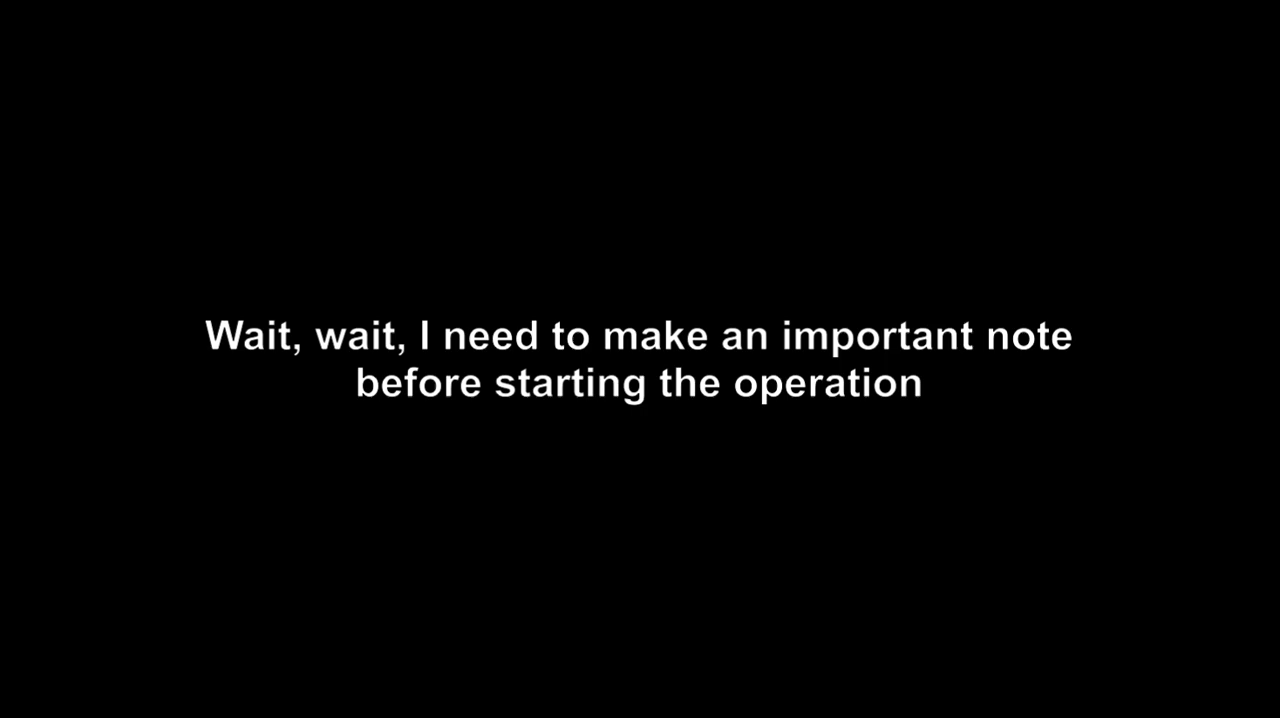 Wait, wait, I need to make an important note
before starting the operation